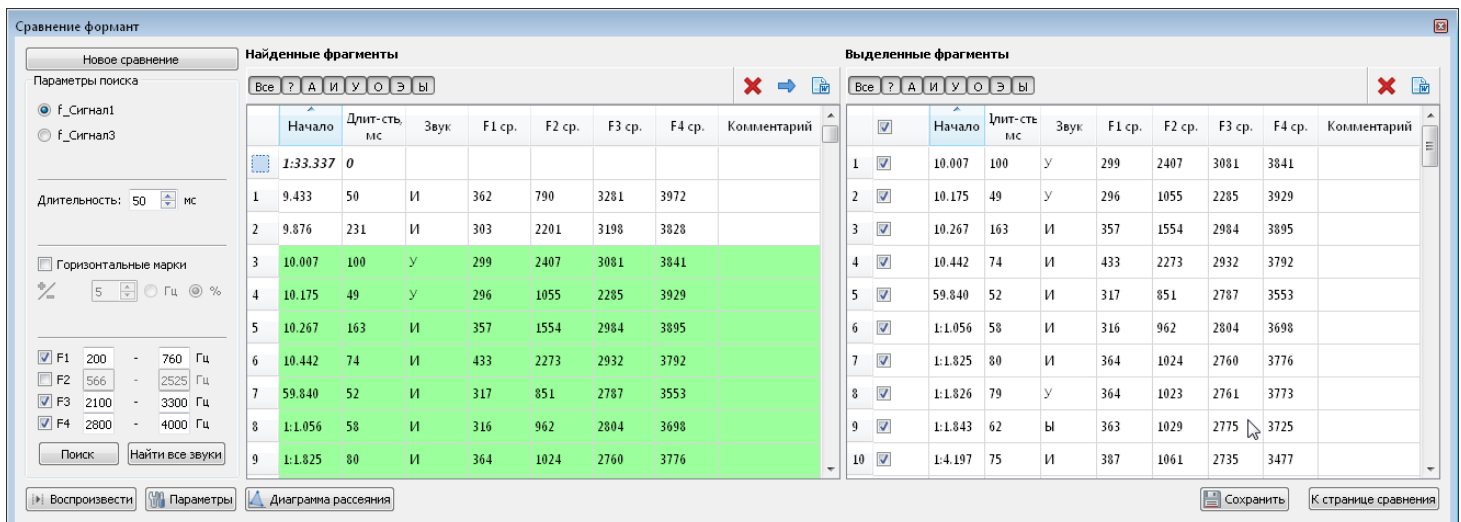 Сравнение формант
Новое сравнение
Параметры поиска
f_Сигнал1
f_Сигнал3
Длительность: 50 мс
Горизонтальные марки
5 Гц %
F1 200 - 760 Гц
F2 566 - 2525 Гц
F3 2100 - 3300 Гц
F4 2800 - 4000 Гц
Поиск Найти все звуки
Найденные фрагменты
Все ? А И У О Э Ы
Начало Длит-сть, мс Звук F1 ср. F2 ср. F3 ср. F4 ср. Комментарий
1:33.337 0
1 9.433 50 И 362 790 3281 3972
2 9.876 231 И 303 2201 3198 3828
3 10.007 100 У 299 2407 3081 3841
4 10.175 49 У 296 1055 2285 3929
5 10.267 163 И 357 1554 2984 3895
6 10.442 74 И 433 2273 2932 3792
7 59.840 52 И 317 851 2787 3553
8 1:1.056 58 И 316 962 2804 3698
9 1:1.825 80 И 364 1024 2760 3776
Выделенные фрагменты
Все ? А И У О Э Ы
Начало Длит-сть мс Звук F1 ср. F2 ср. F3 ср. F4 ср. Комментарий
1 10.007 100 У 299 2407 3081 3841
2 10.175 49 У 296 1055 2285 3929
3 10.267 163 И 357 1554 2984 3895
4 10.442 74 И 433 2273 2932 3792
5 59.840 52 И 317 851 2787 3553
6 1:1.056 58 И 316 962 2804 3698
7 1:1.825 80 И 364 1024 2760 3776
8 1:1.826 79 У 364 1023 2761 3773
9 1:1.843 62 Ы 363 1029 2775 3725
10 1:4.197 75 И 387 1061 2735 3477
Воспроизвести Параметры Диаграмма рассеяния Сохранить К странице сравнения